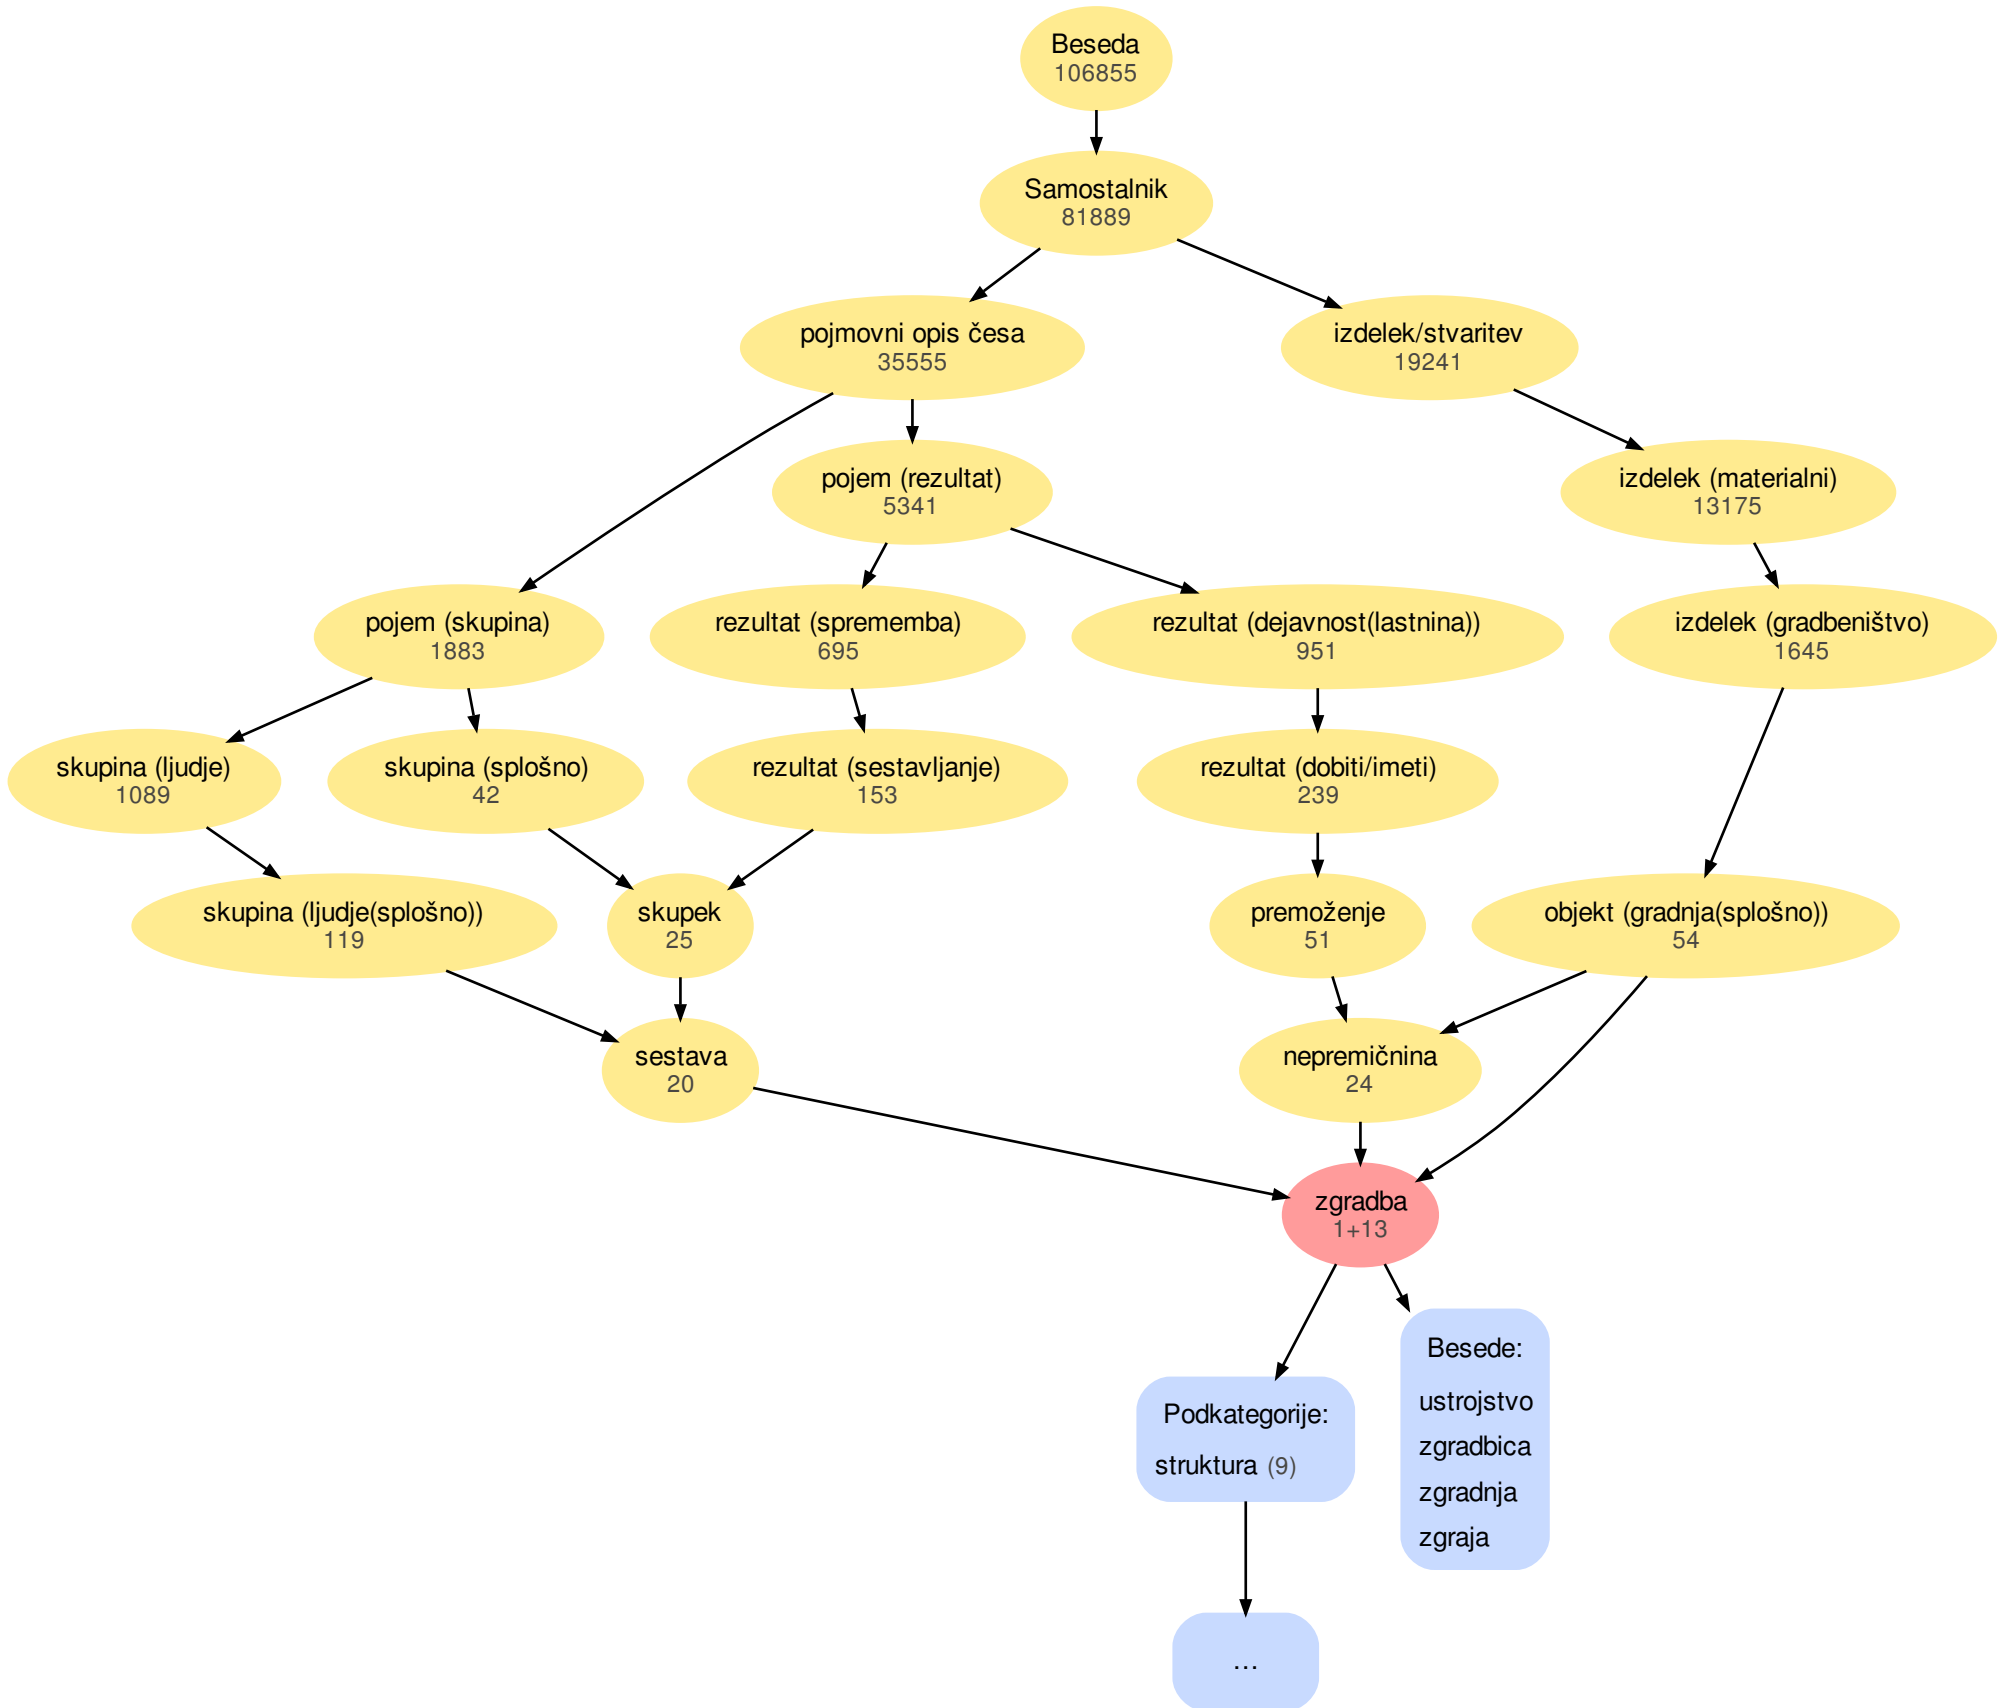 Beseda
106855
Samostalnik
81889
pojmovni opis česa
35555
izdelek/stvaritev
19241
pojem (rezultat)
5341
izdelek (materialni)
13175
pojem (skupina)
1883
rezultat (sprememba)
695
rezultat (dejavnost(lastnina))
951
izdelek (gradbeništvo)
1645
skupina (ljudje)
1089
skupina (splošno)
42
rezultat (sestavljanje)
153
rezultat (dobiti/imeti)
239
skupina (ljudje(splošno))
119
skupek
25
premoženje
51
objekt (gradnja(splošno))
54
sestava
20
nepremičnina
24
zgradba
1+13
Podkategorije:
struktura (9)
Besede:
ustrojstvo
zgradbica
zgradnja
zgraja
...